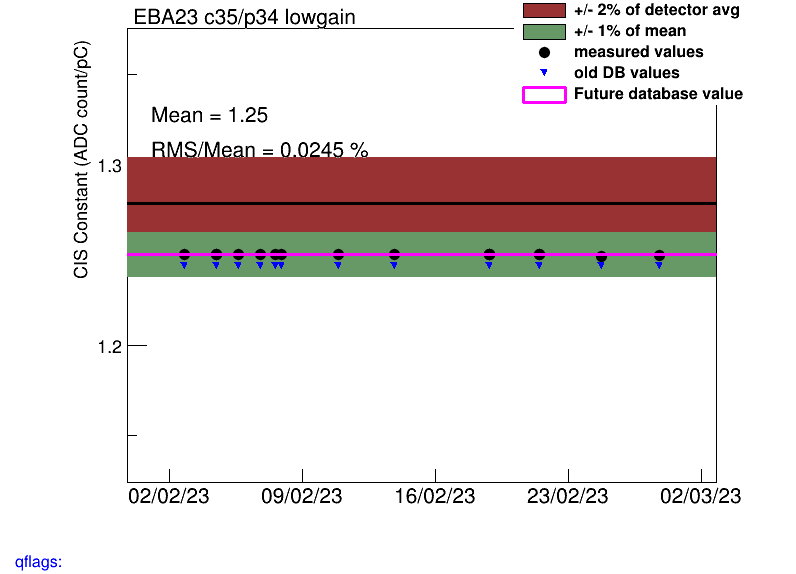 EBA23 c35/p34 lowgain
+/- 2% of detector avg
+/- 1% of mean
measured values
old DB values
Future database value
Mean = 1.25
RMS/Mean = 0.0245 %
CIS Constant (ADC count/pC)
1.3
1.2
02/02/23 09/02/23 16/02/23 23/02/23 02/03/23
qflags: